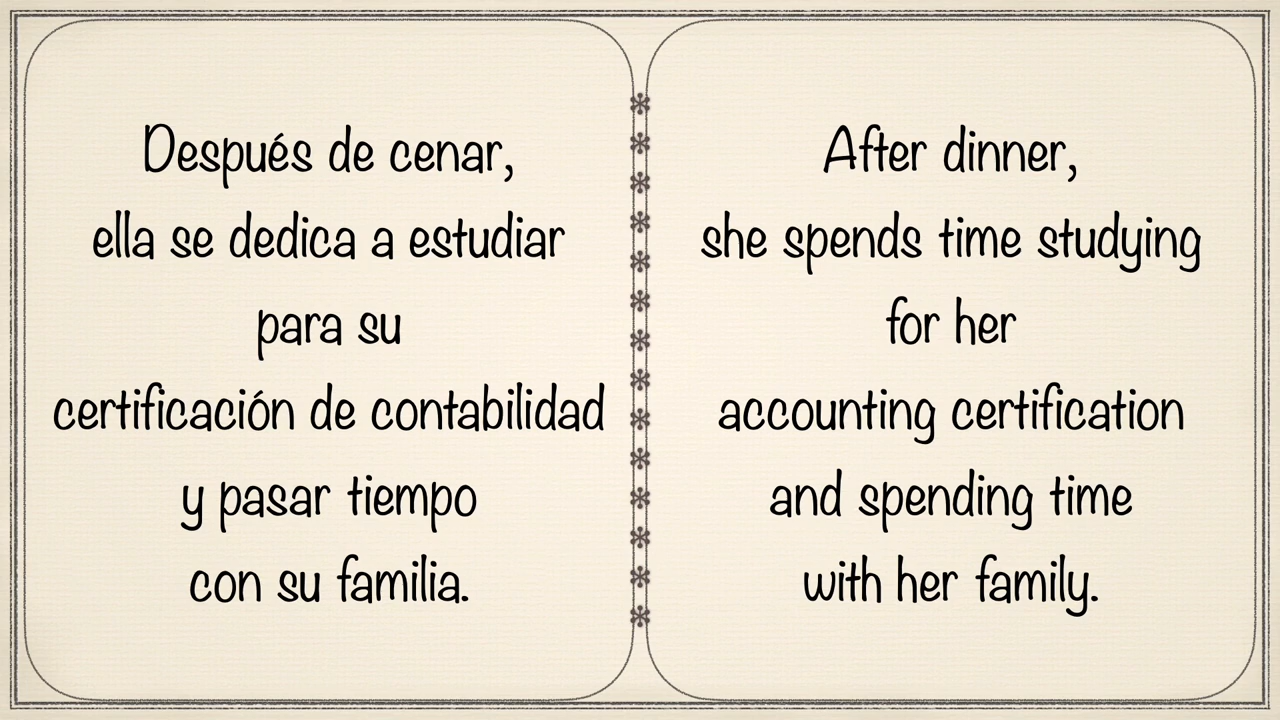 Después de cenar,
ella se dedica a estudiar
para su
certificación de contabilidad
y pasar tiempo
con su familia.
After dinner,
she spends time studying
for her
accounting certification
and spending time
with her family.